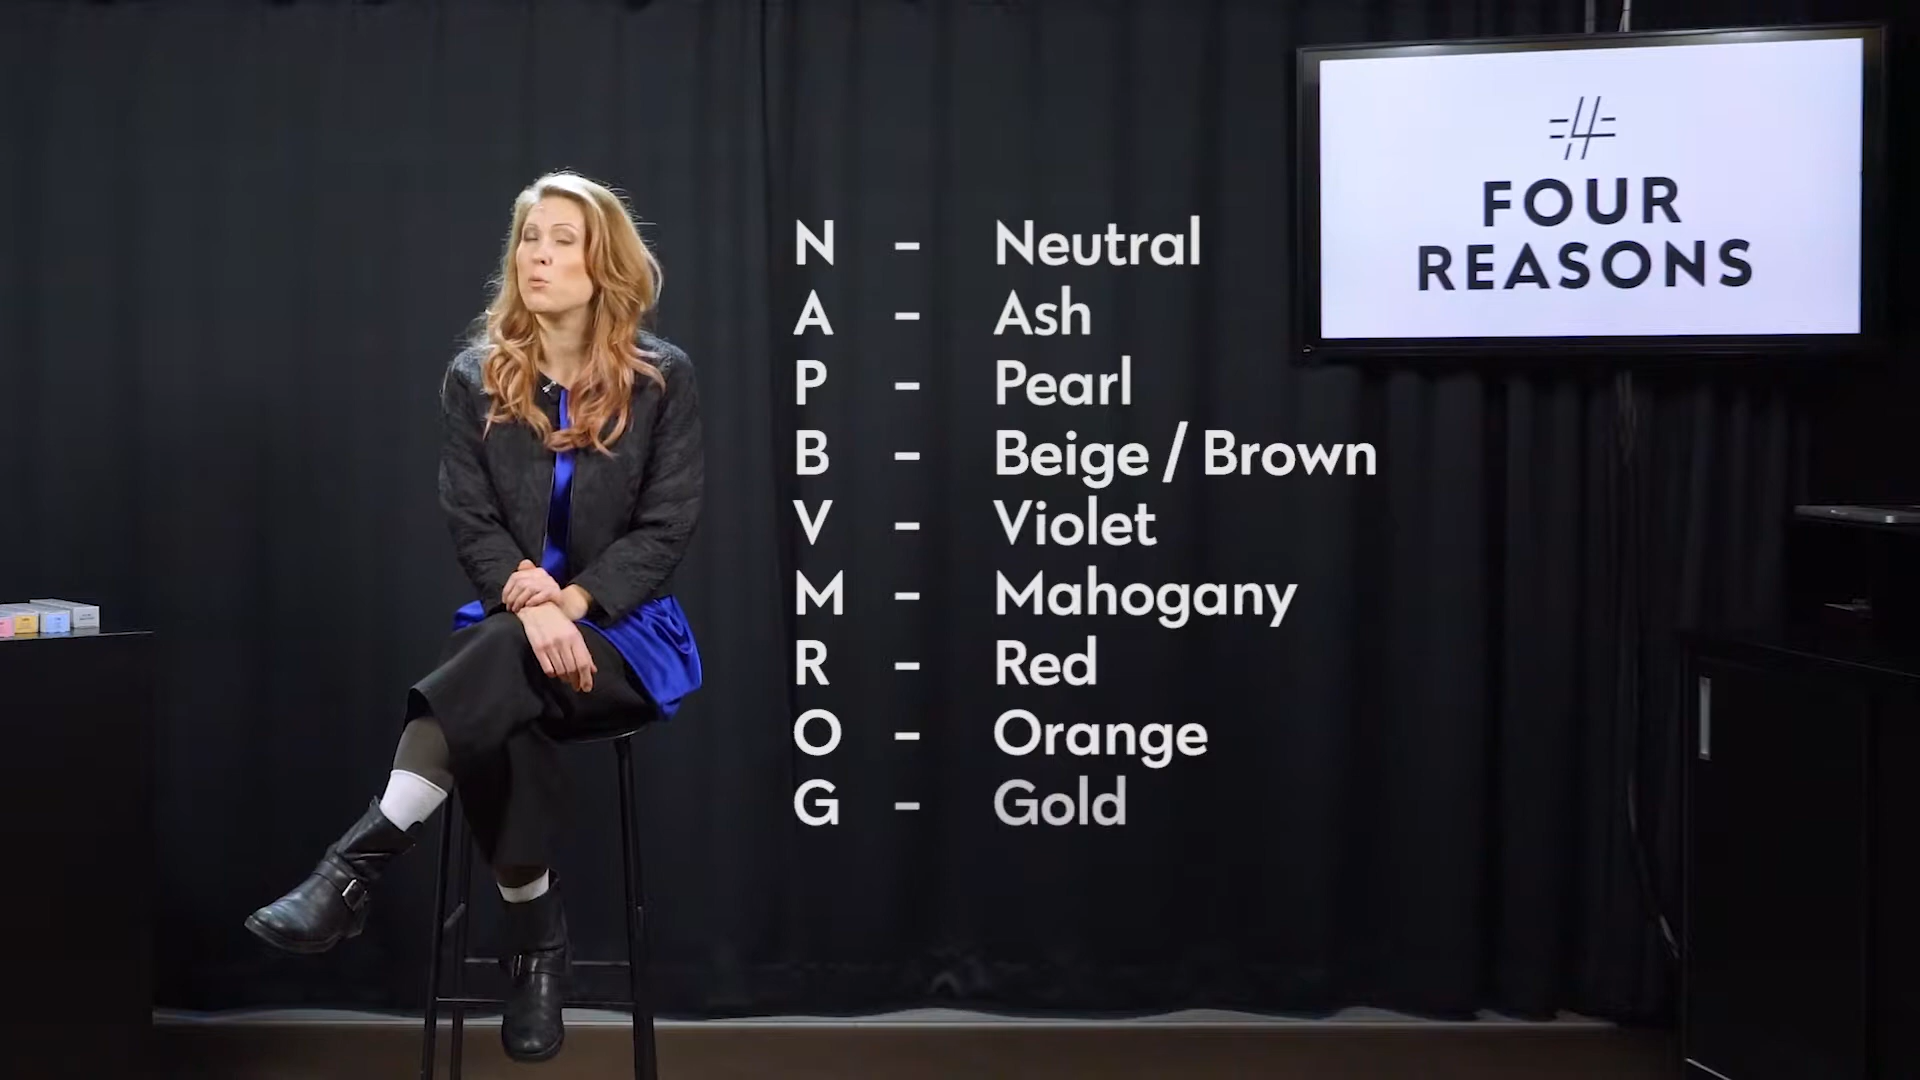 N - Neutral
A - Ash
P - Pearl
B - Beige / Brown
V - Violet
M - Mahogany
R - Red
O - Orange
G - Gold
FOUR
REASONS